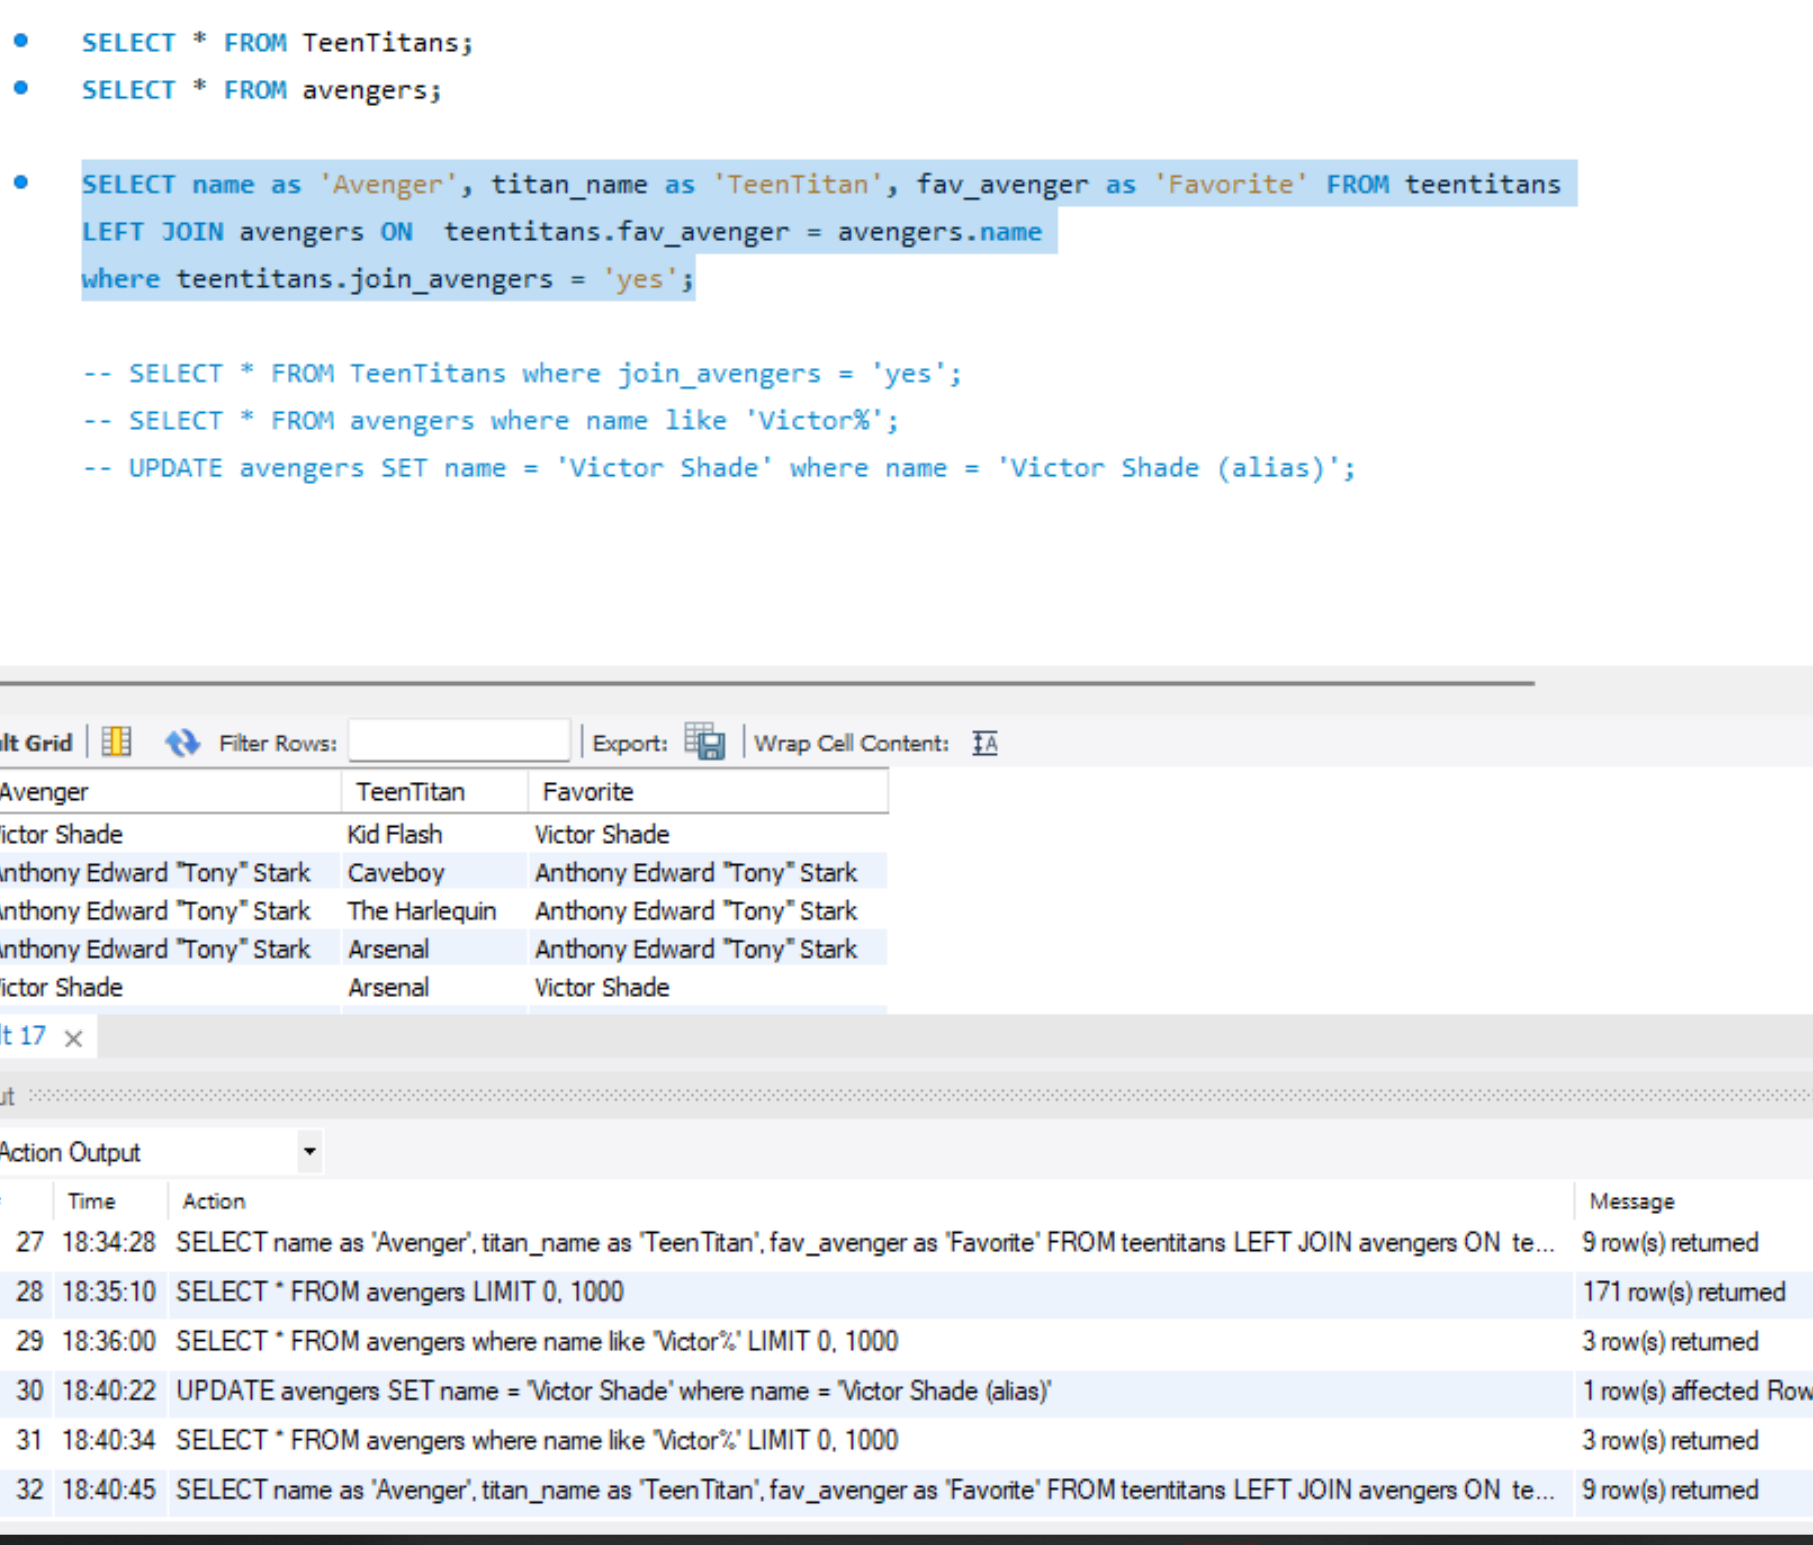 SELECT * FROM TeenTitans;
SELECT * FROM avengers;
SELECT name as 'Avenger', titan_name as 'TeenTitan', fav_avenger as 'Favorite' FROM teentitans
LEFT JOIN avengers ON  teentitans.fav_avenger = avengers.name
where teentitans.join_avengers = 'yes';
-- SELECT * FROM TeenTitans where join_avengers = 'yes';
-- SELECT * FROM avengers where name like 'Victor%';
-- UPDATE avengers SET name = 'Victor Shade' where name = 'Victor Shade (alias)';
lt Grid Filter Rows: Export: Wrap Cell Content:
Avenger TeenTitan Favorite
ictor Shade Kid Flash Victor Shade
Anthony Edward "Tony" Stark Caveboy Anthony Edward "Tony" Stark
Anthony Edward "Tony" Stark The Harlequin Anthony Edward "Tony" Stark
Anthony Edward "Tony" Stark Arsenal Anthony Edward "Tony" Stark
ictor Shade Arsenal Victor Shade
lt 17
ut
Action Output
Time Action Message
27 18:34:28 SELECT name as 'Avenger', titan_name as 'TeenTitan', fav_avenger as 'Favorite' FROM teentitans LEFT JOIN avengers ON  te... 9 row(s) returned
28 18:35:10 SELECT * FROM avengers LIMIT 0, 1000 171 row(s) returned
29 18:36:00 SELECT * FROM avengers where name like 'Victor%' LIMIT 0, 1000 3 row(s) returned
30 18:40:22 UPDATE avengers SET name = 'Victor Shade' where name = 'Victor Shade (alias)' 1 row(s) affected Row
31 18:40:34 SELECT * FROM avengers where name like 'Victor%' LIMIT 0, 1000 3 row(s) returned
32 18:40:45 SELECT name as 'Avenger', titan_name as 'TeenTitan', fav_avenger as 'Favorite' FROM teentitans LEFT JOIN avengers ON  te... 9 row(s) returned